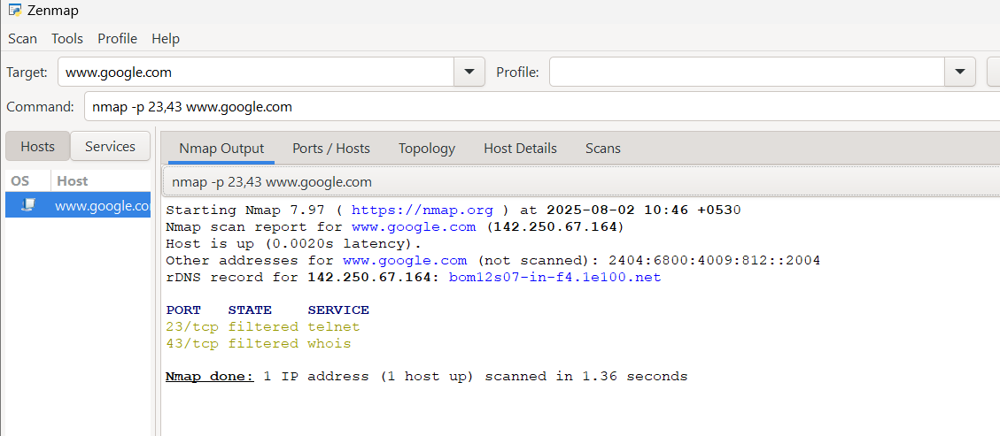 Zenmap
Scan Tools Profile Help
Target: www.google.com Profile:
Command: nmap -p 23,43 www.google.com
Hosts Services Nmap Output Ports / Hosts Topology Host Details Scans
OS Host nmap -p 23,43 www.google.com
www.google.co
Starting Nmap 7.97 ( https://nmap.org ) at 2025-08-02 10:46 +0530
Nmap scan report for www.google.com (142.250.67.164)
Host is up (0.0020s latency).
Other addresses for www.google.com (not scanned): 2404:6800:4009:812::2004
rDNS record for 142.250.67.164: bom12s07-in-f4.1e100.net
PORT STATE SERVICE
23/tcp filtered telnet
43/tcp filtered whois
Nmap done: 1 IP address (1 host up) scanned in 1.36 seconds